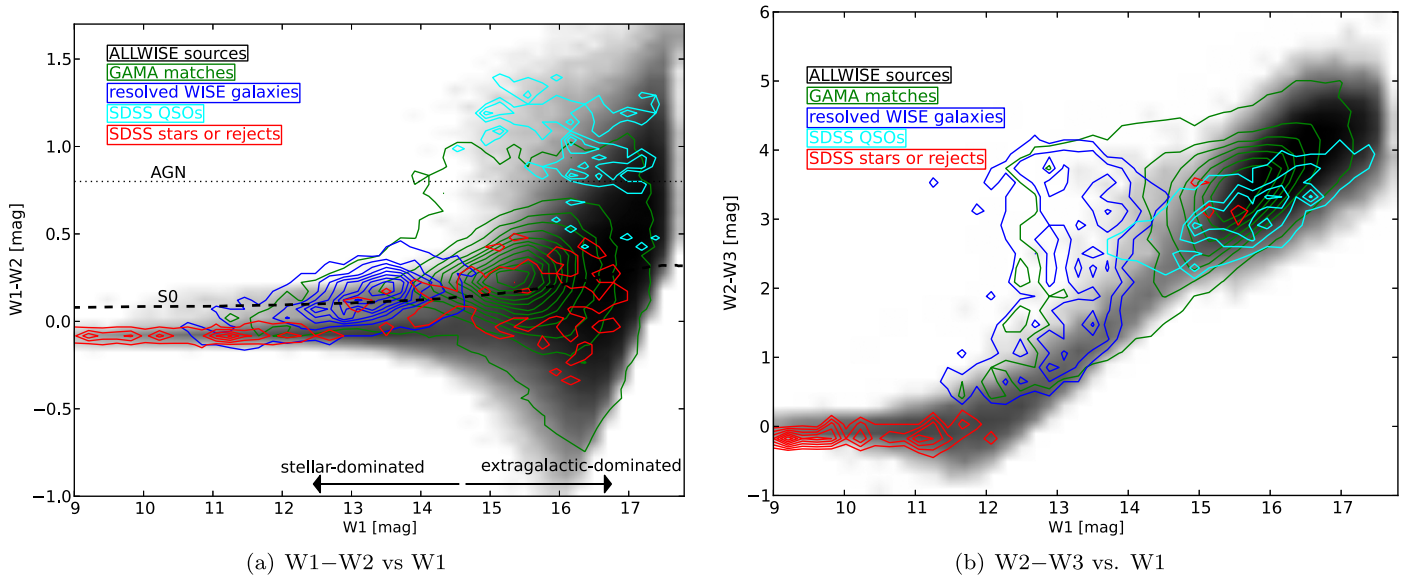 1.5
1.0
0.5
0.0
−0.5
−1.0
W1-W2 [mag]
ALLWISE sources
GAMA matches
resolved WISE galaxies
SDSS QSOs
SDSS stars or rejects
AGN
S0
stellar-dominated
extragalactic-dominated
9 10 11 12 13 14 15 16 17
W1 [mag]
(a) W1−W2 vs W1
6
5
4
3
2
1
0
−1
W2-W3 [mag]
ALLWISE sources
GAMA matches
resolved WISE galaxies
SDSS QSOs
SDSS stars or rejects
9 10 11 12 13 14 15 16 17
W1 [mag]
(b) W2−W3 vs. W1